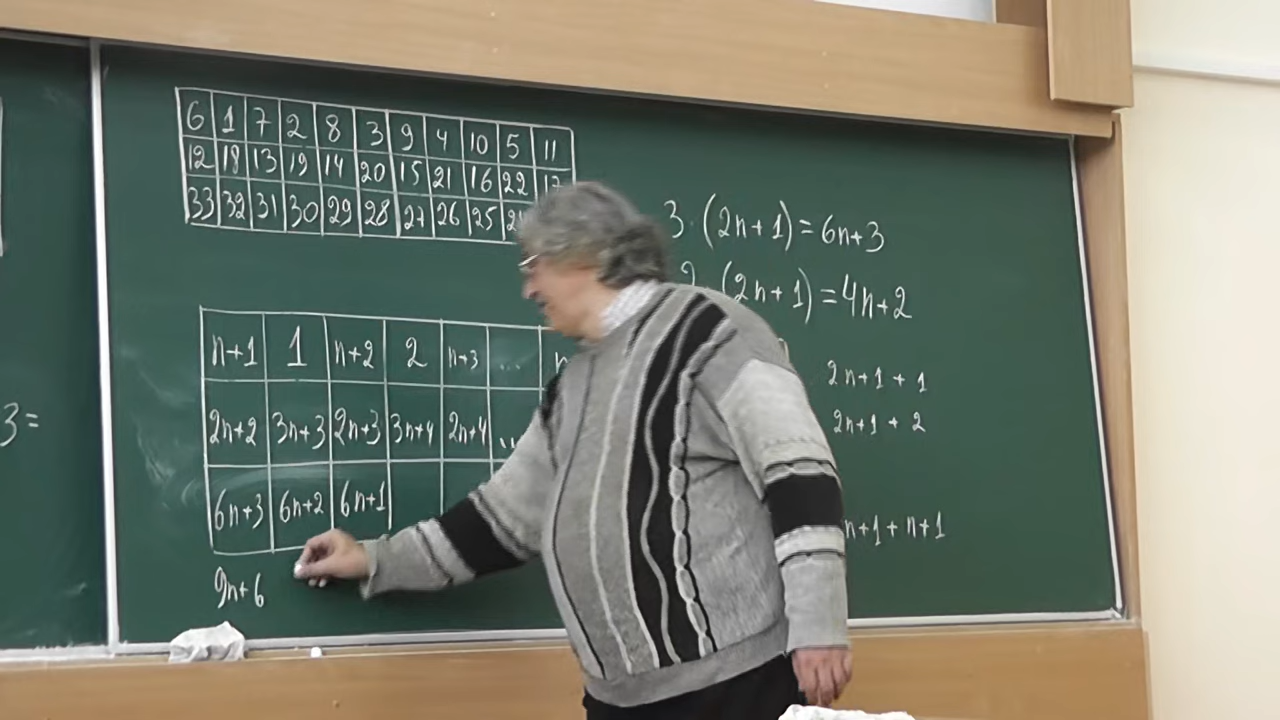 6 1 7 2 8 3 9 4 10 5 11
12 18 13 19 14 20 15 21 16 22
33 32 31 30 29 28 27 26 25
3·(2n+1)=6n+3
(2n+1)=4n+2
n+1 1 n+2 2 n+3 ...
2n+1+1
2n+2 3n+3 2n+3 3n+4 2n+4 ...
2n+1+2
3=
6n+3 6n+2 6n+1
n+1+n+1
9n+6